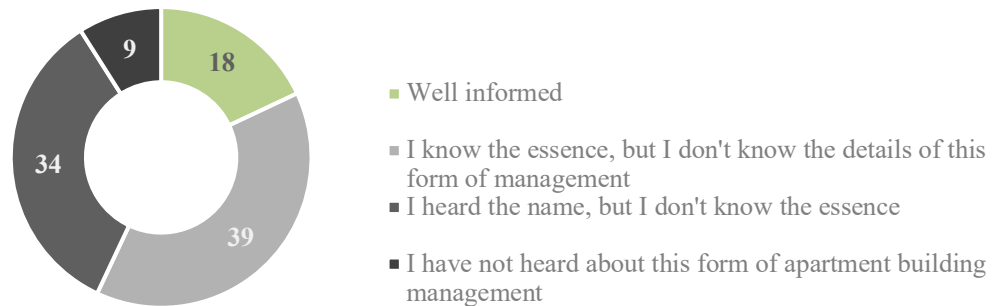 9
18
34
39
Well informed
I know the essence, but I don't know the details of this
form of management
I heard the name, but I don't know the essence
I have not heard about this form of apartment building
management